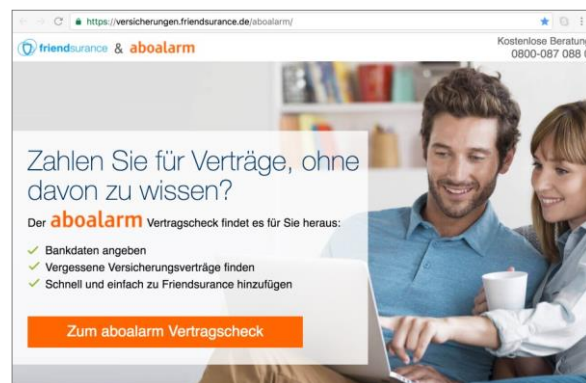 https://versicherungen.friendsurance.de/aboalarm/
friendsurance & aboalarm
Kostenlose Beratung
0800-087 088
Zahlen Sie für Verträge, ohne
davon zu wissen?
Der aboalarm Vertragscheck findet es für Sie heraus:
Bankdaten angeben
Vergessene Versicherungsverträge finden
Schnell und einfach zu Friendsurance hinzufügen
Zum aboalarm Vertragscheck